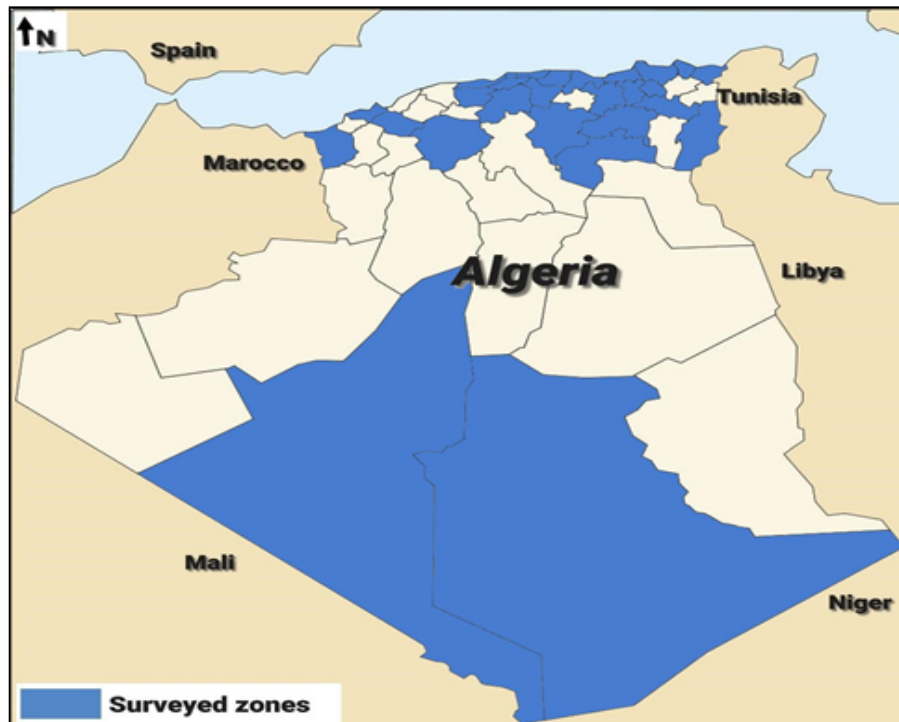 N
Spain
Tunisia
Marocco
Algeria
Libya
Mali
Niger
Surveyed zones